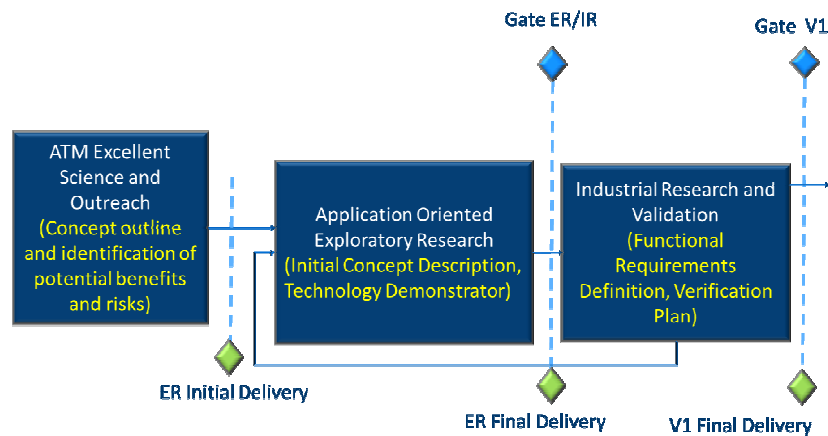 Gate ER/IR
Gate V1
ATM Excellent
Science and
Outreach
(Concept outline
and identification of
potential benefits
and risks)
Application Oriented
Exploratory Research
(Initial Concept Description,
Technology Demonstrator)
Industrial Research and
Validation
(Functional
Requirements
Definition, Verification
Plan)
ER Initial Delivery
ER Final Delivery
V1 Final Delivery